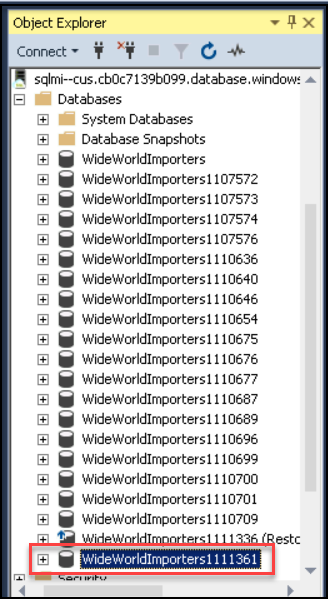 Object Explorer
Connect
sqlmi--cus.cb0c7139b099.database.windows
Databases
System Databases
Database Snapshots
WideWorldImporters
WideWorldImporters1107572
WideWorldImporters1107573
WideWorldImporters1107574
WideWorldImporters1107576
WideWorldImporters1110636
WideWorldImporters1110640
WideWorldImporters1110646
WideWorldImporters1110654
WideWorldImporters1110675
WideWorldImporters1110676
WideWorldImporters1110677
WideWorldImporters1110687
WideWorldImporters1110689
WideWorldImporters1110696
WideWorldImporters1110699
WideWorldImporters1110700
WideWorldImporters1110701
WideWorldImporters1110709
WideWorldImporters1111336 (Resto
WideWorldImporters1111361
Security